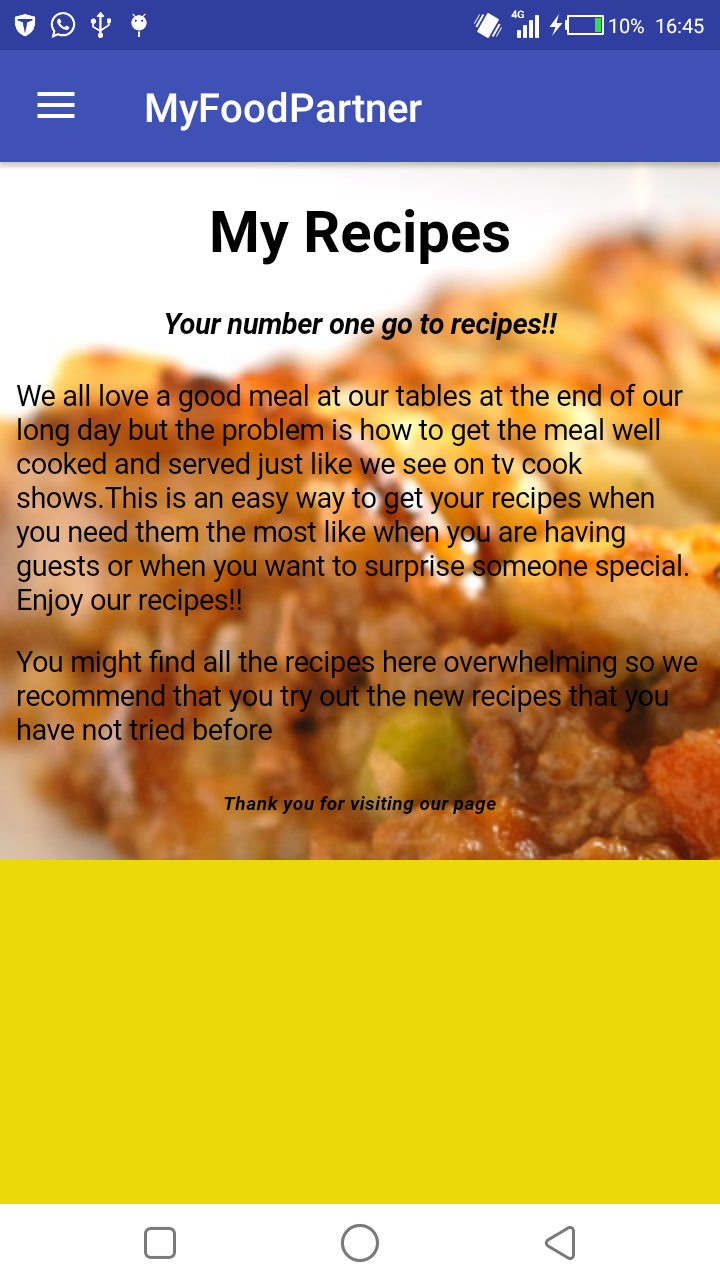 4G 10% 16:45
MyFoodPartner
My Recipes
Your number one go to recipes!!
We all love a good meal at our tables at the end of our
long day but the problem is how to get the meal well
cooked and served just like we see on tv cook
shows.This is an easy way to get your recipes when
you need them the most like when you are having
guests or when you want to surprise someone special.
Enjoy our recipes!!
You might find all the recipes here overwhelming so we
recommend that you try out the new recipes that you
have not tried before
Thank you for visiting our page